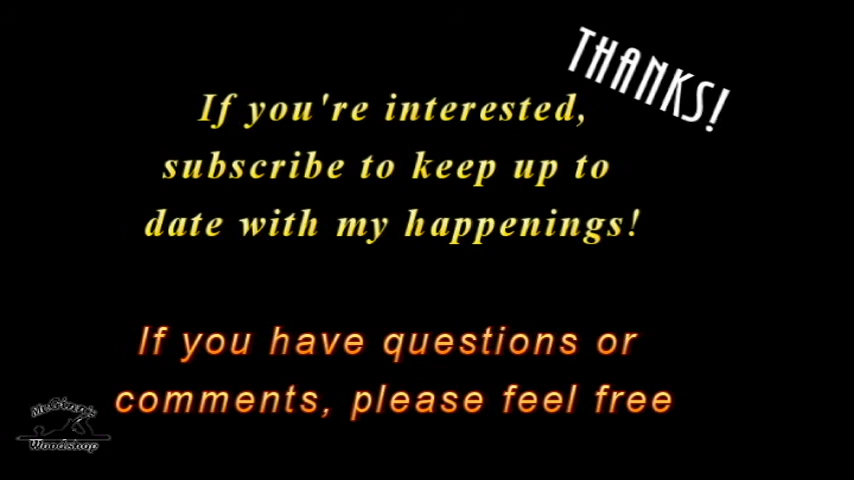 THANKS!
If you're interested,
subscribe to keep up to
date with my happenings!
If you have questions or
comments, please feel free
Woodshop